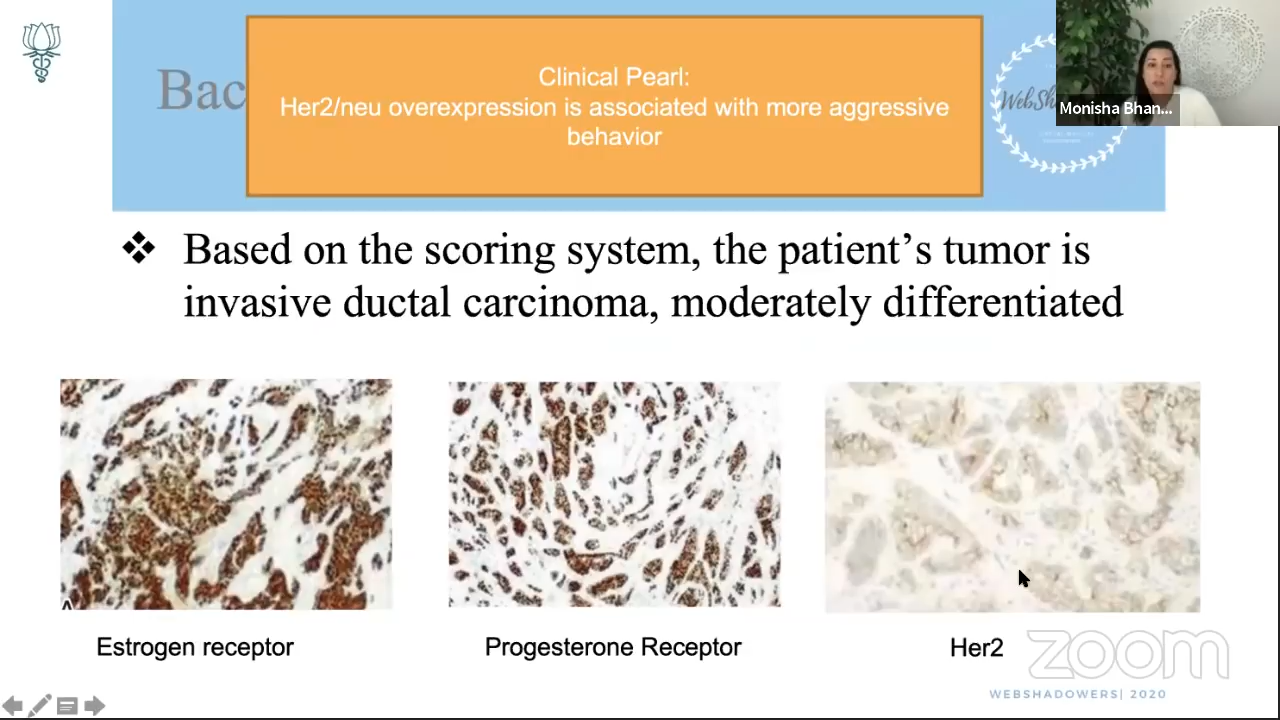 Bac
Clinical Pearl:
Her2/neu overexpression is associated with more aggressive
behavior
Monisha Bhan...
❖ Based on the scoring system, the patient’s tumor is
invasive ductal carcinoma, moderately differentiated
A
Estrogen receptor
Progesterone Receptor
Her2
zoom
WEBSHADOWERS| 2020